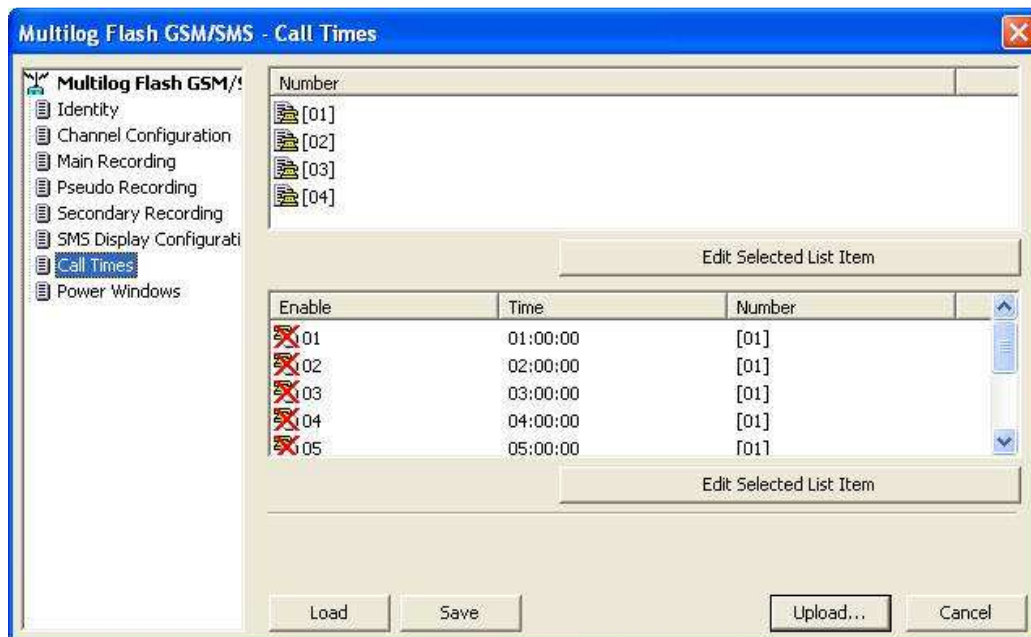 Multilog Flash GSM/SMS - Call Times
Multilog Flash GSM/S
Identity
Channel Configuration
Main Recording
Pseudo Recording
Secondary Recording
SMS Display Configurati
Call Times
Power Windows
Number
[01]
[02]
[03]
[04]
Edit Selected List Item
Enable Time Number
01 01:00:00 [01]
02 02:00:00 [01]
03 03:00:00 [01]
04 04:00:00 [01]
05 05:00:00 [01]
Edit Selected List Item
Load Save Upload... Cancel